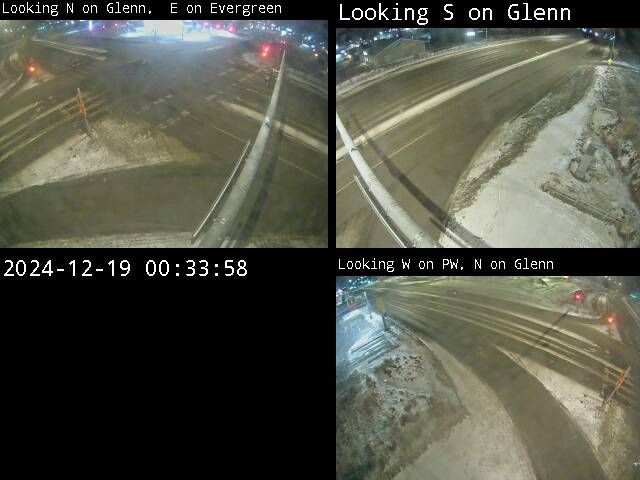 Looking N on Glenn,  E on Evergreen
Looking S on Glenn
2024-12-19 00:33:58
Looking W on PW, N on Glenn